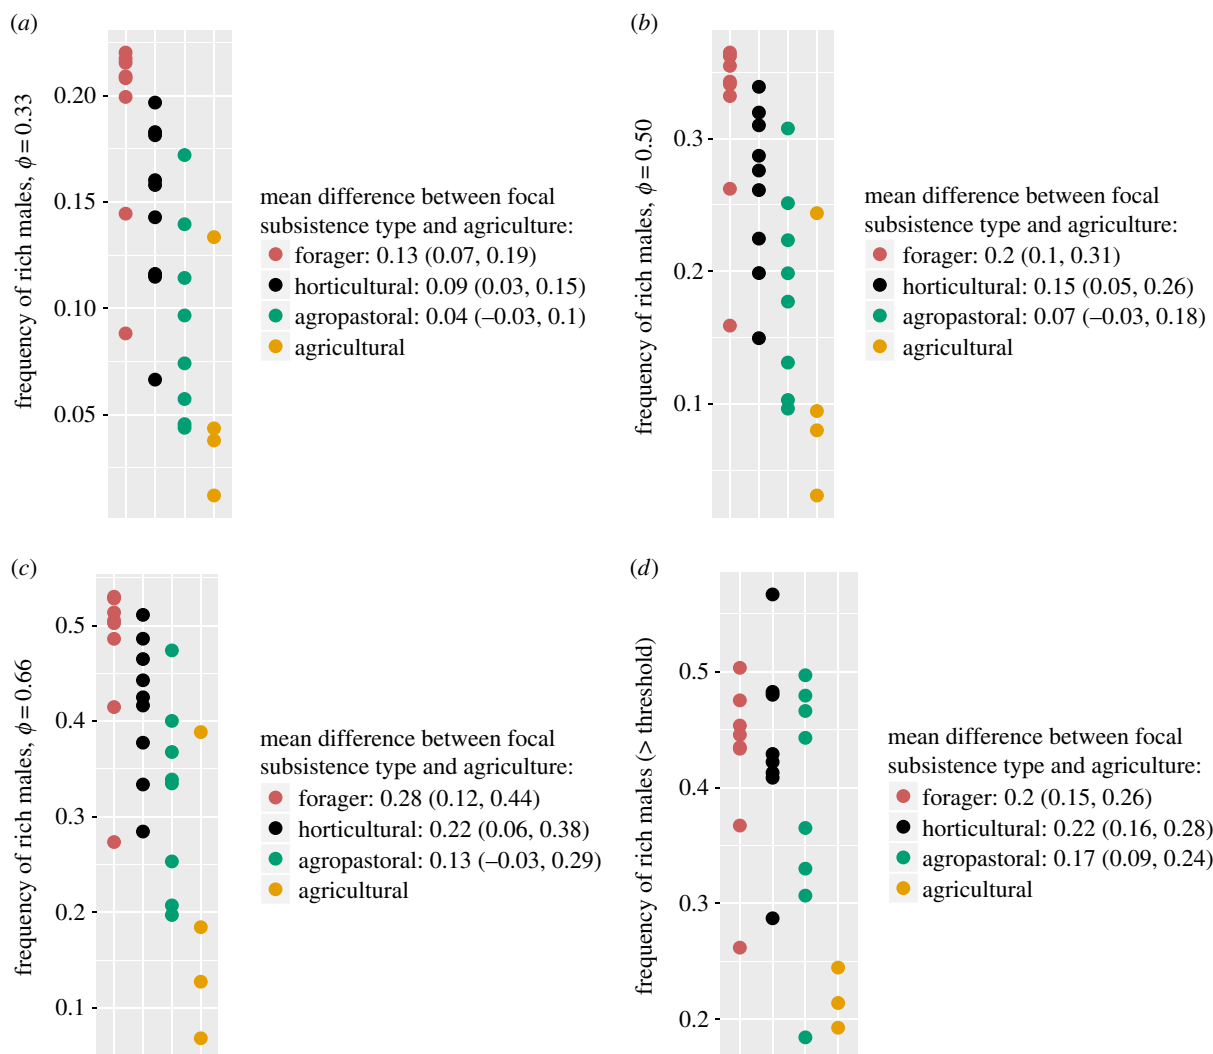 (a)
frequency of rich males, ϕ = 0.33
0.20
0.15
0.10
0.05
mean difference between focal
subsistence type and agriculture:
forager: 0.13 (0.07, 0.19)
horticultural: 0.09 (0.03, 0.15)
agropastoral: 0.04 (–0.03, 0.1)
agricultural
(b)
frequency of rich males, ϕ = 0.50
0.3
0.2
0.1
mean difference between focal
subsistence type and agriculture:
forager: 0.2 (0.1, 0.31)
horticultural: 0.15 (0.05, 0.26)
agropastoral: 0.07 (–0.03, 0.18)
agricultural
(c)
frequency of rich males, ϕ = 0.66
0.5
0.4
0.3
0.2
0.1
mean difference between focal
subsistence type and agriculture:
forager: 0.28 (0.12, 0.44)
horticultural: 0.22 (0.06, 0.38)
agropastoral: 0.13 (–0.03, 0.29)
agricultural
(d)
frequency of rich males (> threshold)
0.5
0.4
0.3
0.2
mean difference between focal
subsistence type and agriculture:
forager: 0.2 (0.15, 0.26)
horticultural: 0.22 (0.16, 0.28)
agropastoral: 0.17 (0.09, 0.24)
agricultural